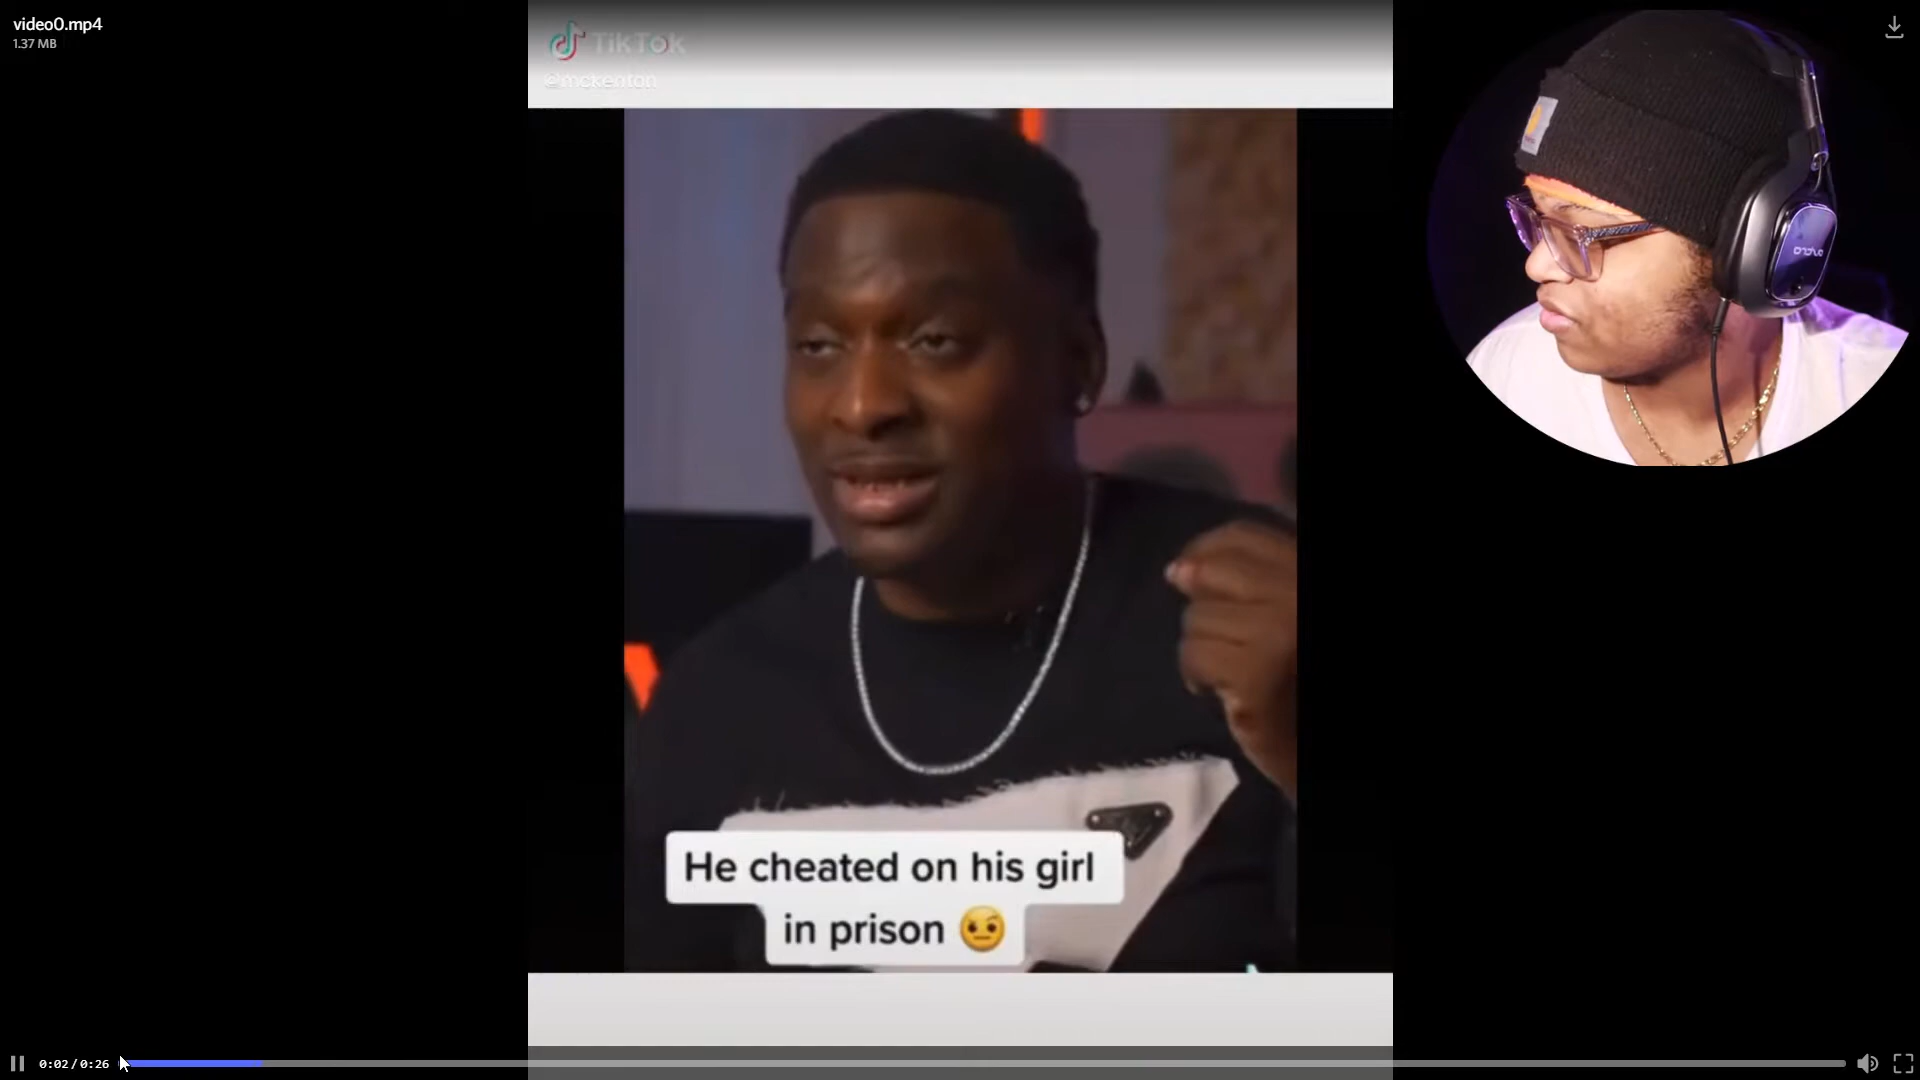 video0.mp4
1.37 MB
TikTok
@mckenton
He cheated on his girl
in prison 🤨
0:02/0:26